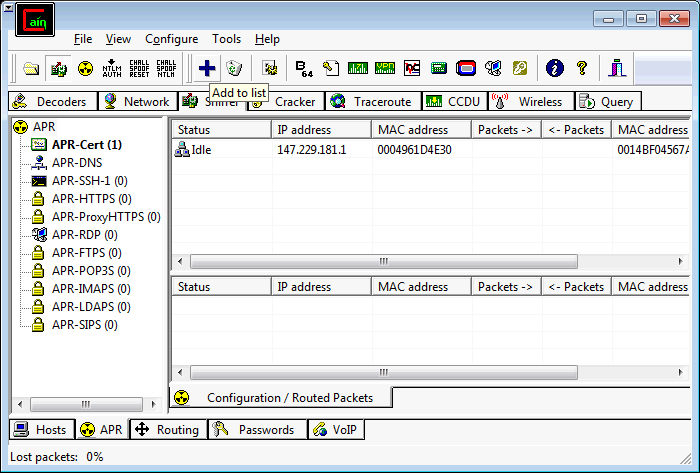 Cain
File View Configure Tools Help
NTLM AUTH CHALL SPOOF RESET CHALL SPOOF NTLM B 64
Add to list
Decoders Network Sniffer Cracker Traceroute CCDU Wireless Query
APR
APR-Cert (1)
APR-DNS
APR-SSH-1 (0)
APR-HTTPS (0)
APR-ProxyHTTPS (0)
APR-RDP (0)
APR-FTPS (0)
APR-POP3S (0)
APR-IMAPS (0)
APR-LDAPS (0)
APR-SIPS (0)
Status IP address MAC address Packets -> <- Packets MAC address
Idle 147.229.181.1 0004961D4E30 0014BF04567A
Status IP address MAC address Packets -> <- Packets MAC address
Configuration / Routed Packets
Hosts APR Routing Passwords VoIP
Lost packets: 0%